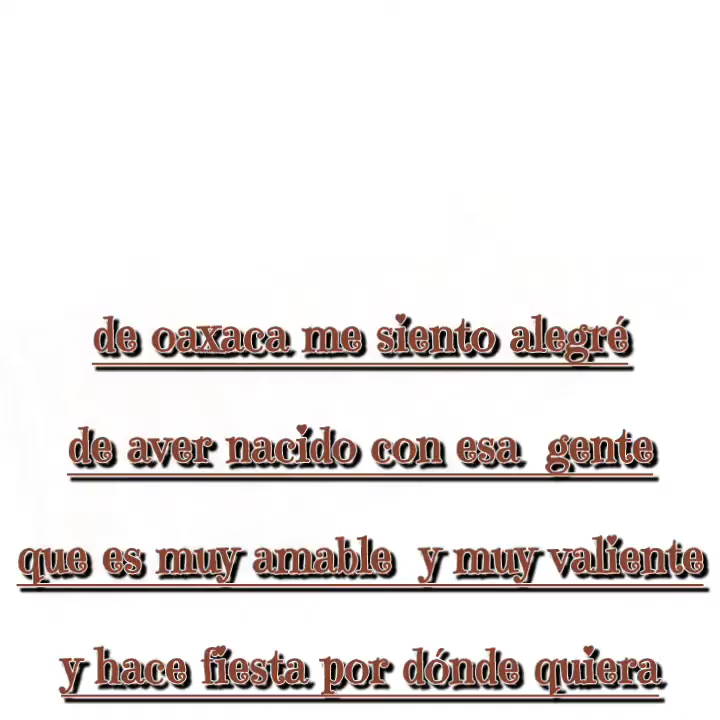 de oaxaca me siento alegré
de aver nacido con esa gente
que es muy amable y muy valiente
y hace fiesta por dónde quiera